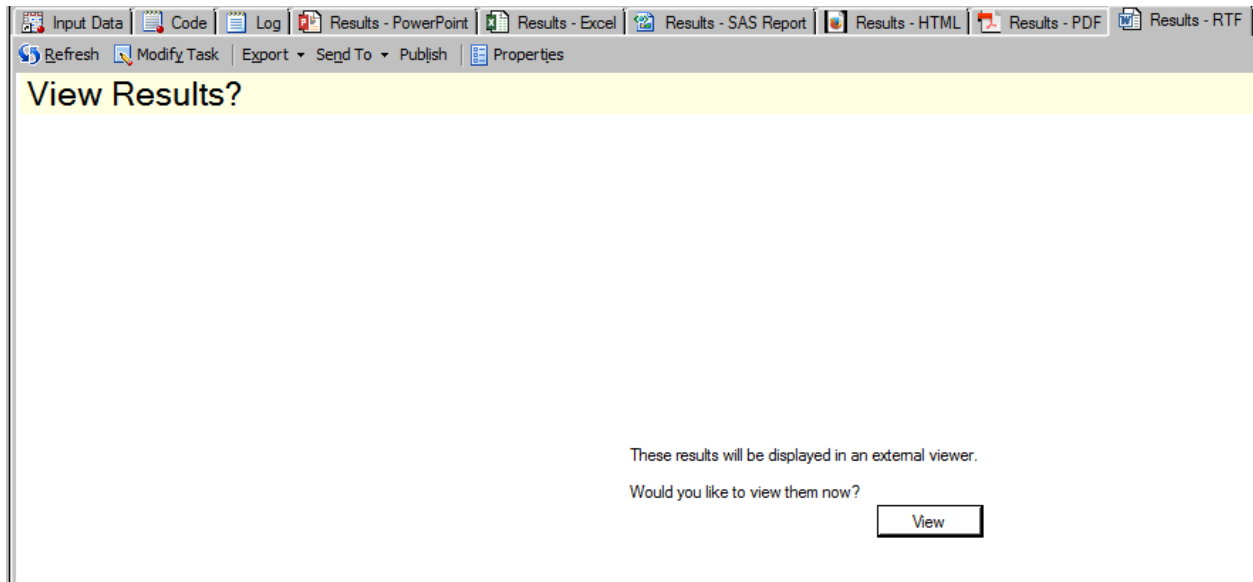 Input Data Code Log Results - PowerPoint Results - Excel Results - SAS Report Results - HTML Results - PDF Results - RTF
Refresh Modify Task Export Send To Publish Properties
View Results?
These results will be displayed in an external viewer.
Would you like to view them now?
View